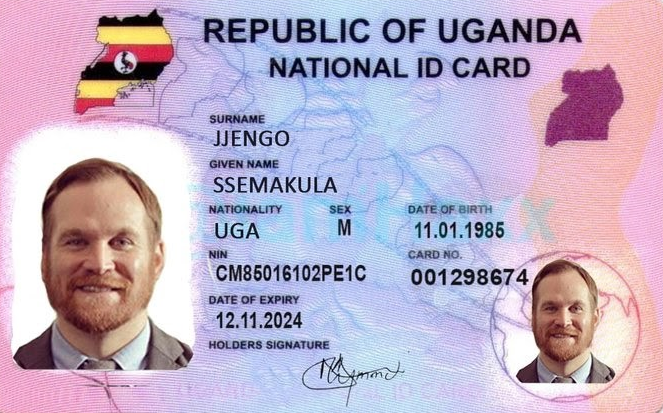 REPUBLIC OF UGANDA
NATIONAL ID CARD
SURNAME
JJENGO
GIVEN NAME
SSEMAKULA
NATIONALITY SEX DATE OF BIRTH
UGA M 11.01.1985
NIN CARD NO.
CM85016102PE1C 001298674
DATE OF EXPIRY
12.11.2024
HOLDERS SIGNATURE